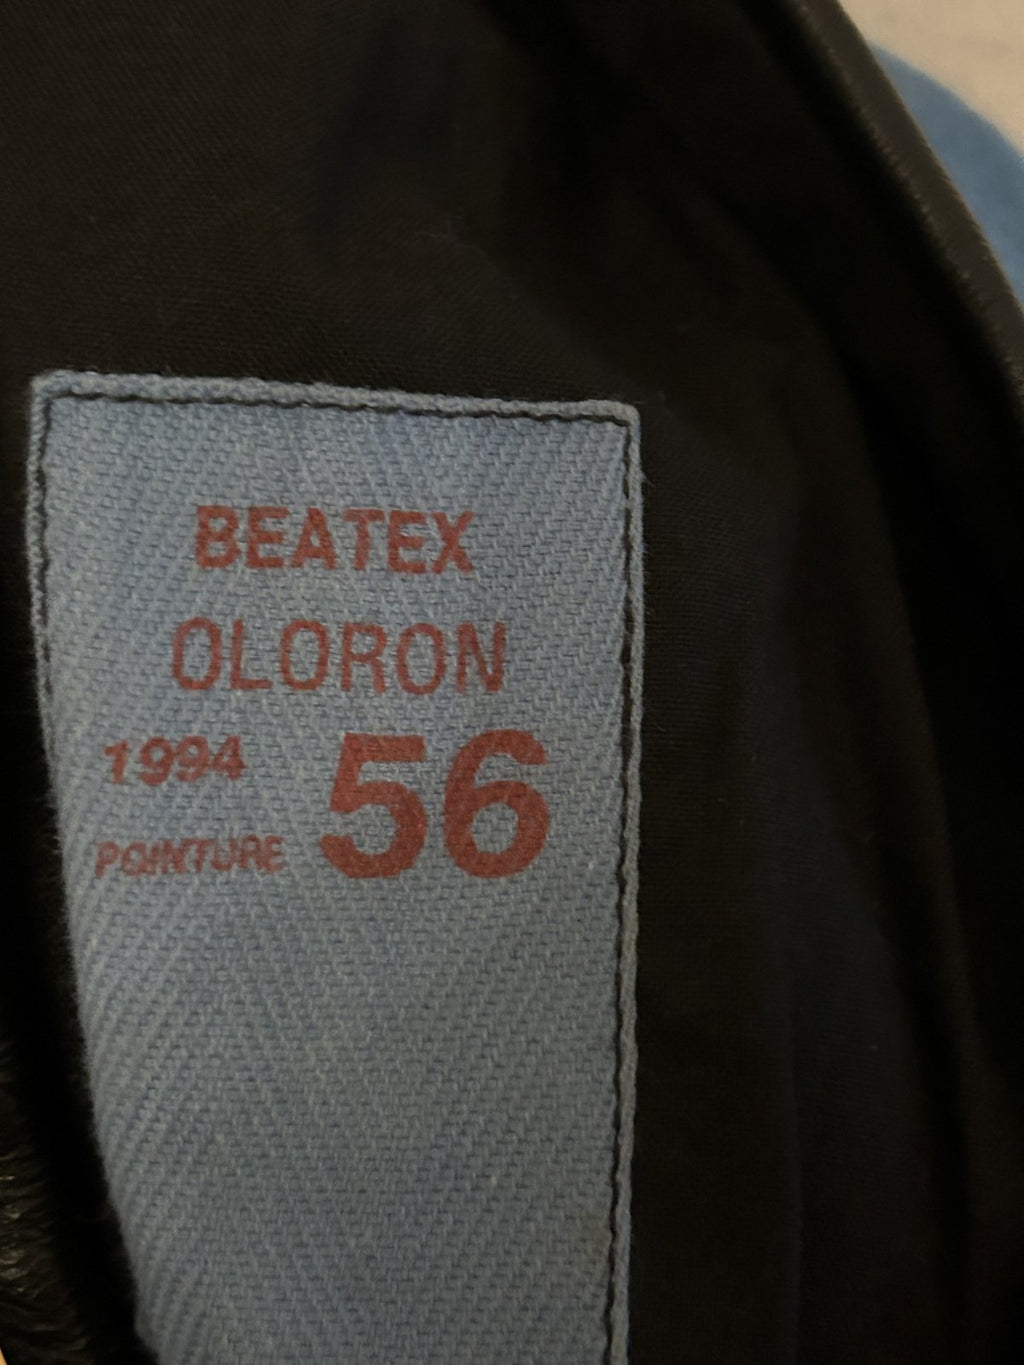 BEATEX
OLORON
1994
POINTURE 56